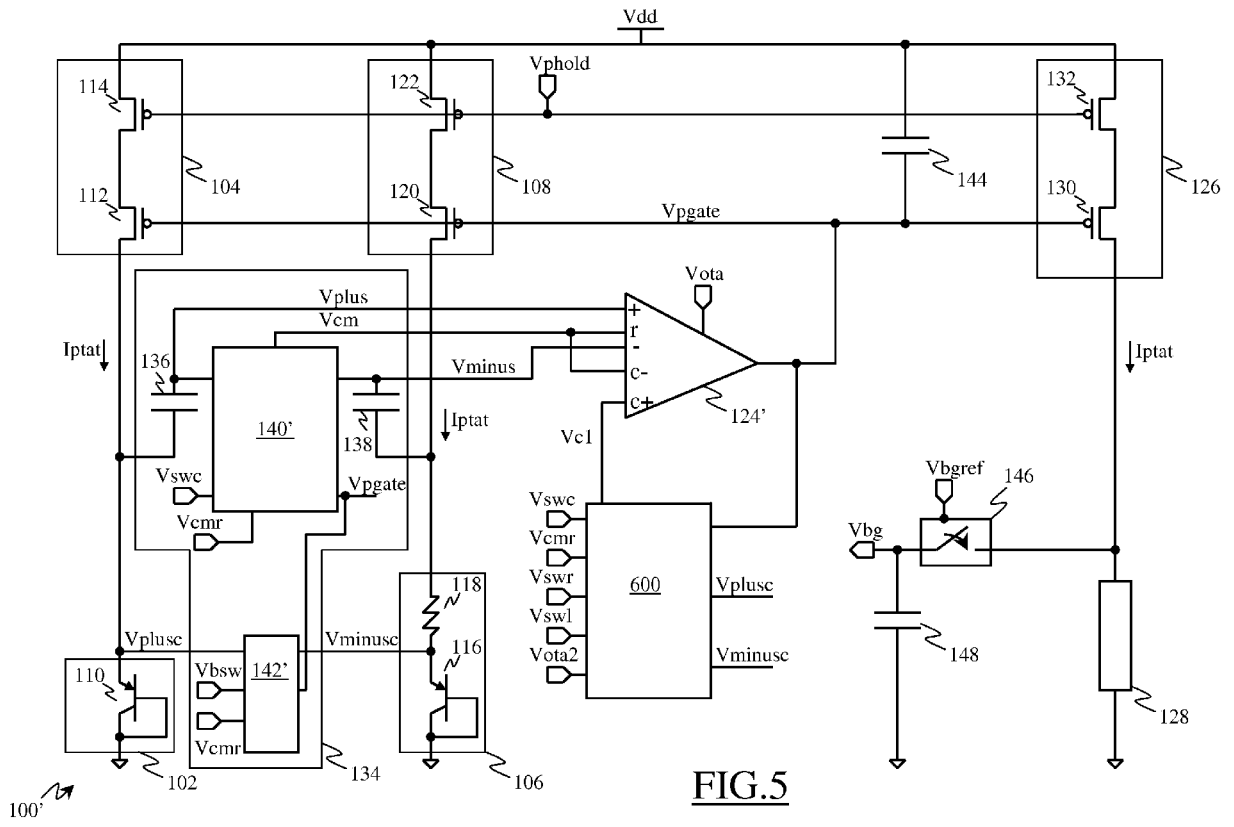 Vdd
114
122
Vphold
132
104
108
144
126
112
120
Vpgate
130
Vplus
Vota
Vcm
Iptat
136
Vminus
+
r
-
c-
c+
124'
Iptat
140'
138
Iptat
Vc1
Vswc
Vpgate
Vcmr
Vbgref
146
Vswc
Vbg
Vcmr
118
600
Vswr
Vplusc
148
Vplusc
Vminusc
116
Vswl
128
110
Vbsw
142'
Vota2
Vminusc
Vcmr
102
134
106
100'
FIG.5